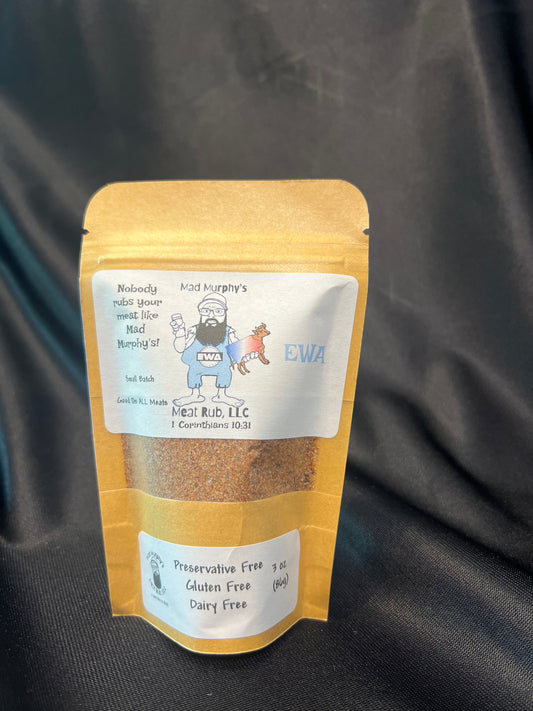 Mad Murphy's
Nobody
rubs your
meat like
Mad
Murphy's!
Small Batch
Good On ALL Meats
EWA
EWA
Meat Rub, LLC
1 Corinthians 10:31
Preservative Free
Gluten Free
Dairy Free
3 oz
(86g)